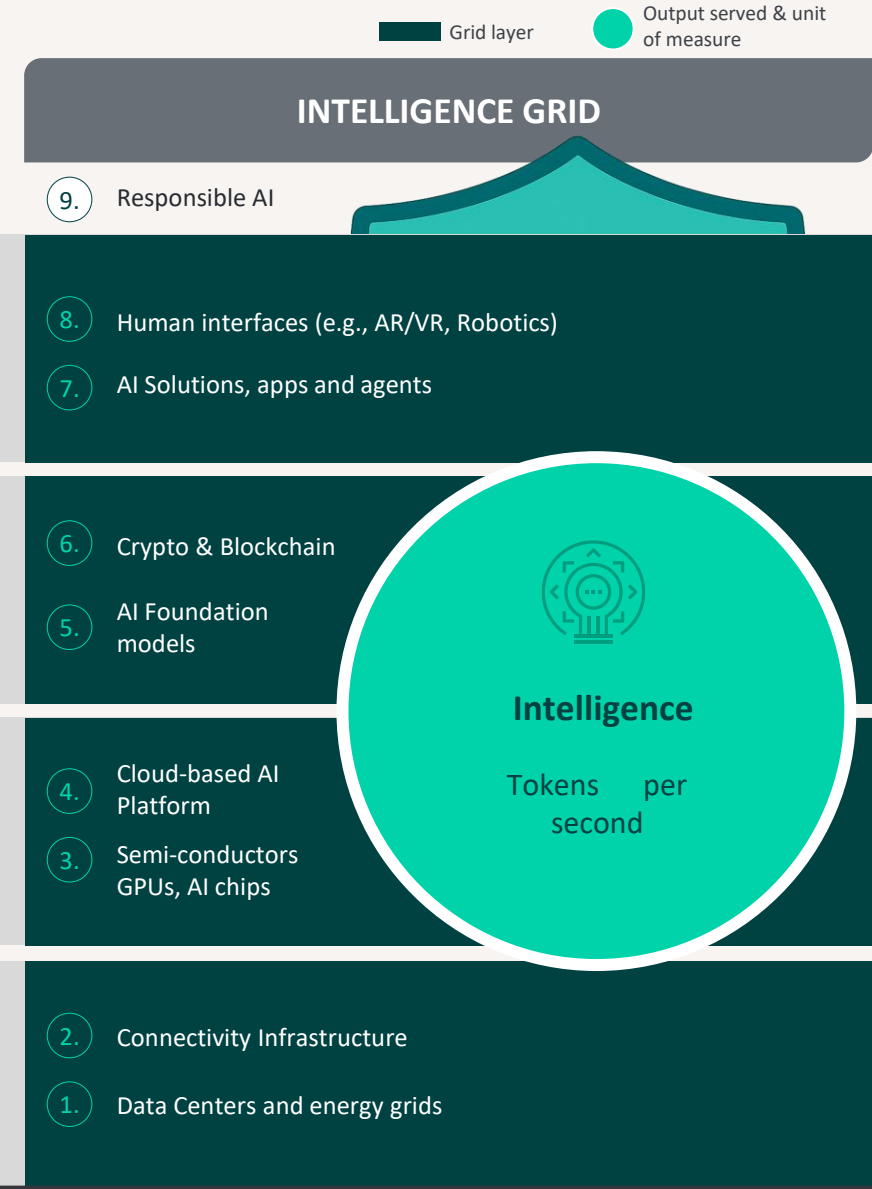 Grid layer
Output served & unit
of measure
INTELLIGENCE GRID
9. Responsible AI
8. Human interfaces (e.g., AR/VR, Robotics)
7. AI Solutions, apps and agents
6. Crypto & Blockchain
5. AI Foundation
models
Intelligence
Tokens per
second
4. Cloud-based AI
Platform
3. Semi-conductors
GPUs, AI chips
2. Connectivity Infrastructure
1. Data Centers and energy grids